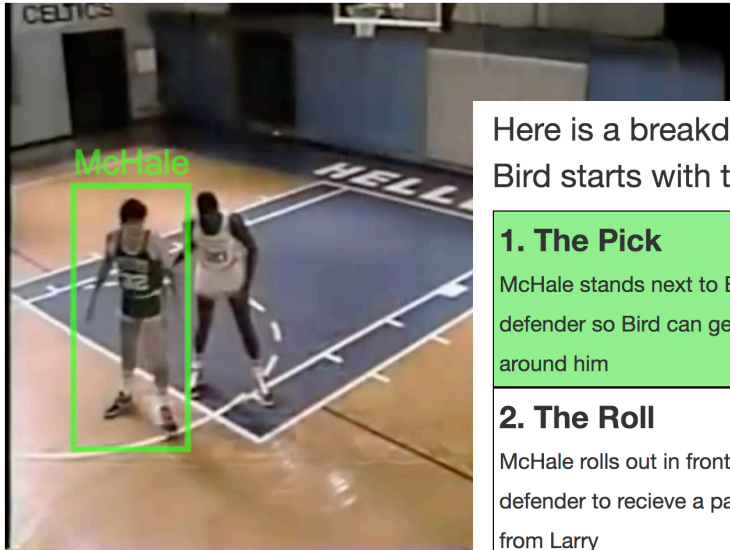 CELTICS
McHale
HELL
Here is a breakd
Bird starts with t
1. The Pick
McHale stands next to B
defender so Bird can ge
around him
2. The Roll
McHale rolls out in front
defender to recieve a pa
from Larry